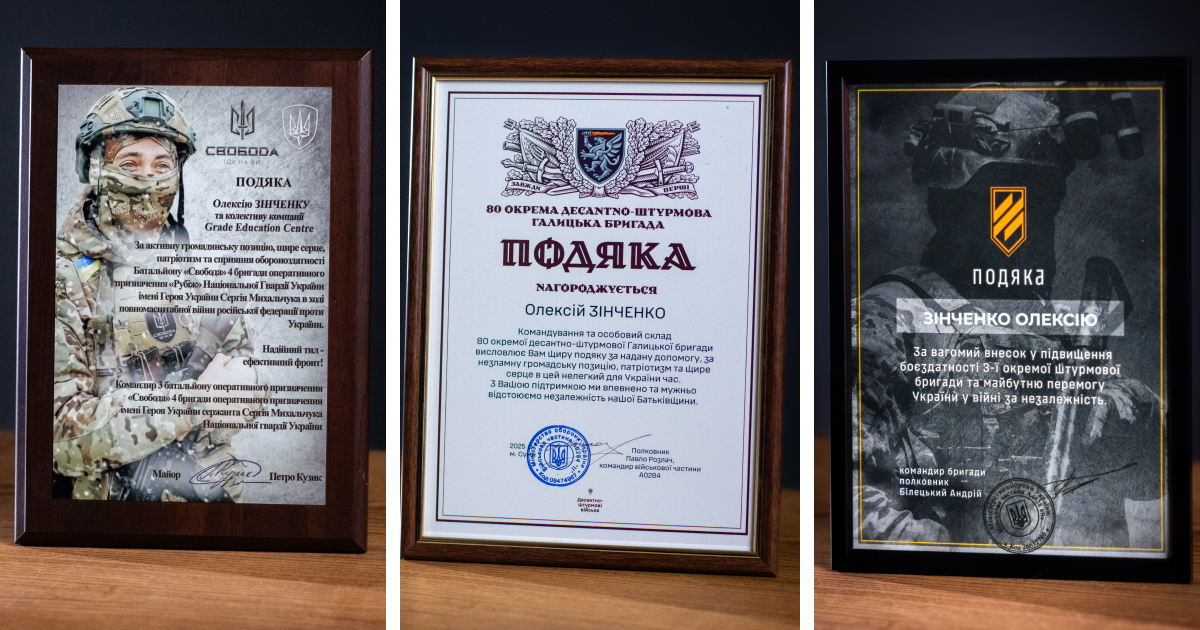 СВОБОДА
ІДУ НА ВИ
ПОДЯКА
Олексію ЗІНЧЕНКУ
та колективу компанії
Grade Education Centre
За активну громадянську позицію, щире серце,
патріотизм та сприяння обороноздатності
Батальйону «Свобода» 4 бригади оперативного
призначення «Рубіж» Національної Гвардії України
імені Героя України Сергія Михальчука в ході
повномасштабної війни російської федерації проти
України.
Надійний тил -
ефективний фронт!
Командир 3 батальйону оперативного призначення
«Свобода» 4 бригади оперативного призначення
імені Героя України сержанта Сергія Михальчука
Національної гвардії України
Майор Петро Кузик
ЗАВЖДИ ПЕРШІ
80 ОКРЕМА ДЕСАНТНО-ШТУРМОВА
ГАЛИЦЬКА БРИГАДА
ПОДЯКА
НАГОРОДЖУЄТЬСЯ
Олексій ЗІНЧЕНКО
Командування та особовий склад
80 окремої десантно-штурмової Галицької бригади
висловлює Вам щиру подяку за надану допомогу, за
незламну громадську позицію, патріотизм та щире
серце в цей нелегкий для України час.
З Вашою підтримкою ми впевнено та мужньо
відстоюємо незалежність нашої Батьківщини.
2025
м. Суми
Міністерство оборони України
Полковник
Павло Розлач,
командир військової частини
А0284
Десантно-
штурмові
війська
ПОДЯКА
ЗІНЧЕНКО ОЛЕКСІЮ
За вагомий внесок у підвищення
боєздатності 3-ї окремої штурмової
бригади та майбутню перемогу
України у війні за незалежність.
командир бригади
полковник
Білецький Андрій